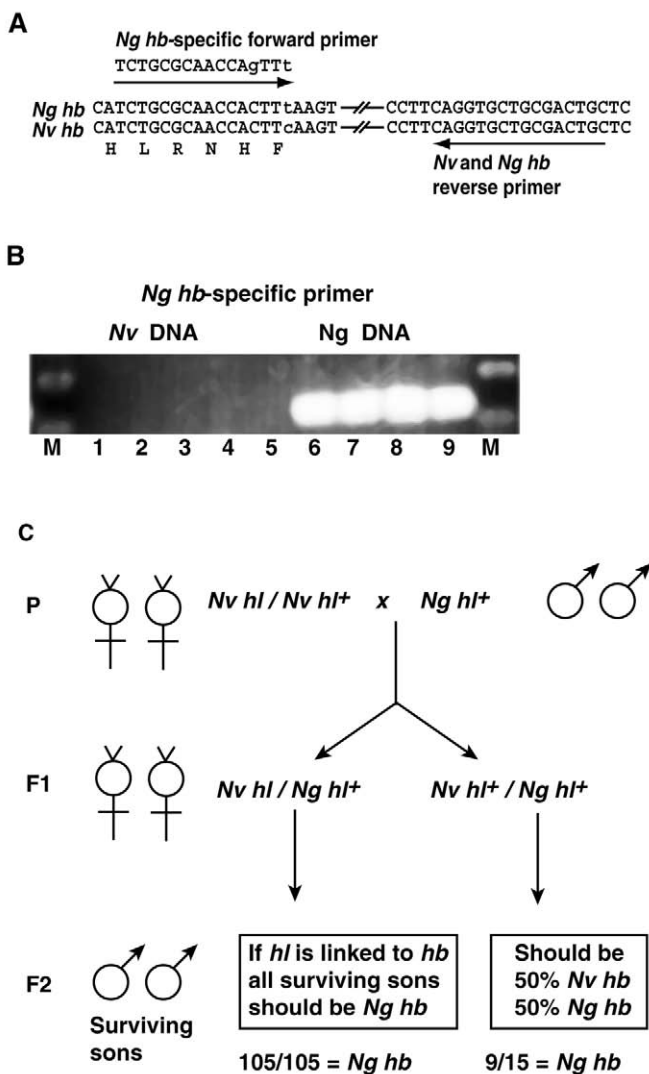 A
Ng hb-specific forward primer
TCTGCGCAACCAgTTt
Ng hb CATCTGCGCAACCACTTtAAGT CCTTCAGGTGCTGCGACTGCTC
Nv hb CATCTGCGCAACCACTTcAAGT CCTTCAGGTGCTGCGACTGCTC
H L R N H F
Nv and Ng hb
reverse primer
B
Ng hb-specific primer
Nv DNA Ng DNA
M 1 2 3 4 5 6 7 8 9 M
C
P Nv hl / Nv hl+ x Ng hl+
F1 Nv hl / Ng hl+ Nv hl+ / Ng hl+
F2
Surviving
sons
If hl is linked to hb
all surviving sons
should be Ng hb
Should be
50% Nv hb
50% Ng hb
105/105 = Ng hb 9/15 = Ng hb